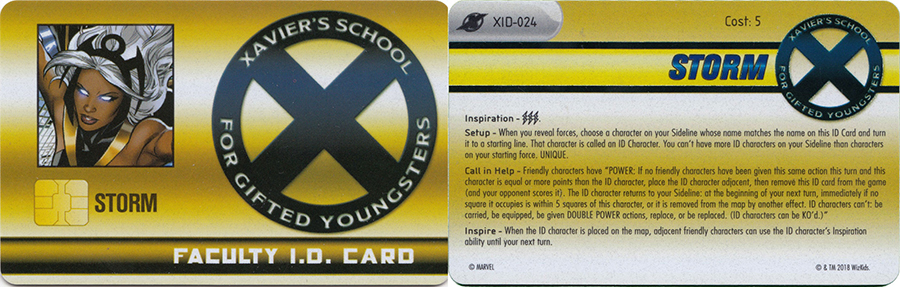 XAVIER'S SCHOOL
FOR GIFTED YOUNGSTERS
STORM
FACULTY I.D. CARD
XID-024
Cost: 5
XAVIER'S SCHOOL
FOR GIFTED YOUNGSTERS
STORM
Inspiration -
Setup - When you reveal forces, choose a character on your Sideline whose name matches the name on this ID Card and turn
it to a starting line. That character is called an ID Character. You can't have more ID characters on your Sideline than characters
on your starting force. UNIQUE.
Call in Help - Friendly characters have "POWER: If no friendly characters have been given this same action this turn and this
character is equal or more points than the ID character, place the ID character adjacent, then remove this ID card from the game
(and your opponent scores it). The ID character returns to your Sideline: at the beginning of your next turn, immediately if no
square it occupies is within 5 squares of this character, or it is removed from the map by another effect. ID characters can't: be
carried, be equipped, be given DOUBLE POWER actions, replace, or be replaced. (ID characters can be KO'd.)"
Inspire - When the ID character is placed on the map, adjacent friendly characters can use the ID character's Inspiration
ability until your next turn.
© MARVEL
© & TM 2018 WizKids.